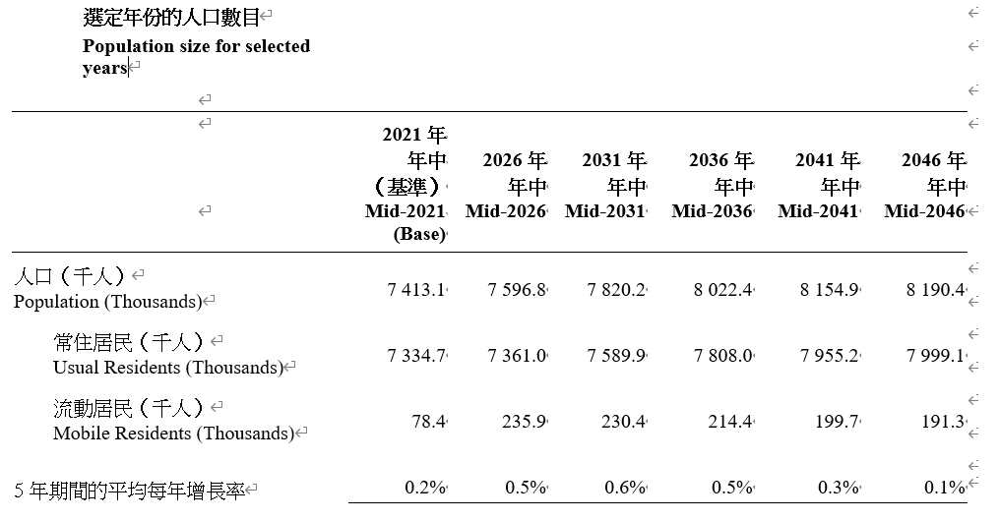 選定年份的人口數目
Population size for selected
years
2021 年
年中 2026 年 2031 年 2036 年 2041 年 2046 年
（基準） 年中 年中 年中 年中 年中
Mid-2021 Mid-2026 Mid-2031 Mid-2036 Mid-2041 Mid-2046
(Base)
人口（千人）
Population (Thousands) 7 413.1 7 596.8 7 820.2 8 022.4 8 154.9 8 190.4
常住居民（千人）
Usual Residents (Thousands) 7 334.7 7 361.0 7 589.9 7 808.0 7 955.2 7 999.1
流動居民（千人）
Mobile Residents (Thousands) 78.4 235.9 230.4 214.4 199.7 191.3
5 年期間的平均每年增長率 0.2% 0.5% 0.6% 0.5% 0.3% 0.1%